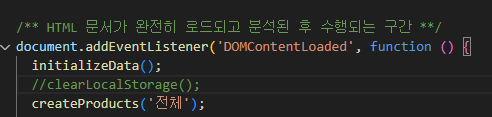 /** HTML 문서가 완전히 로드되고 분석된 후 수행되는 구간 **/
document.addEventListener('DOMContentLoaded', function () {
initializeData();
//clearLocalStorage();
createProducts('전체');